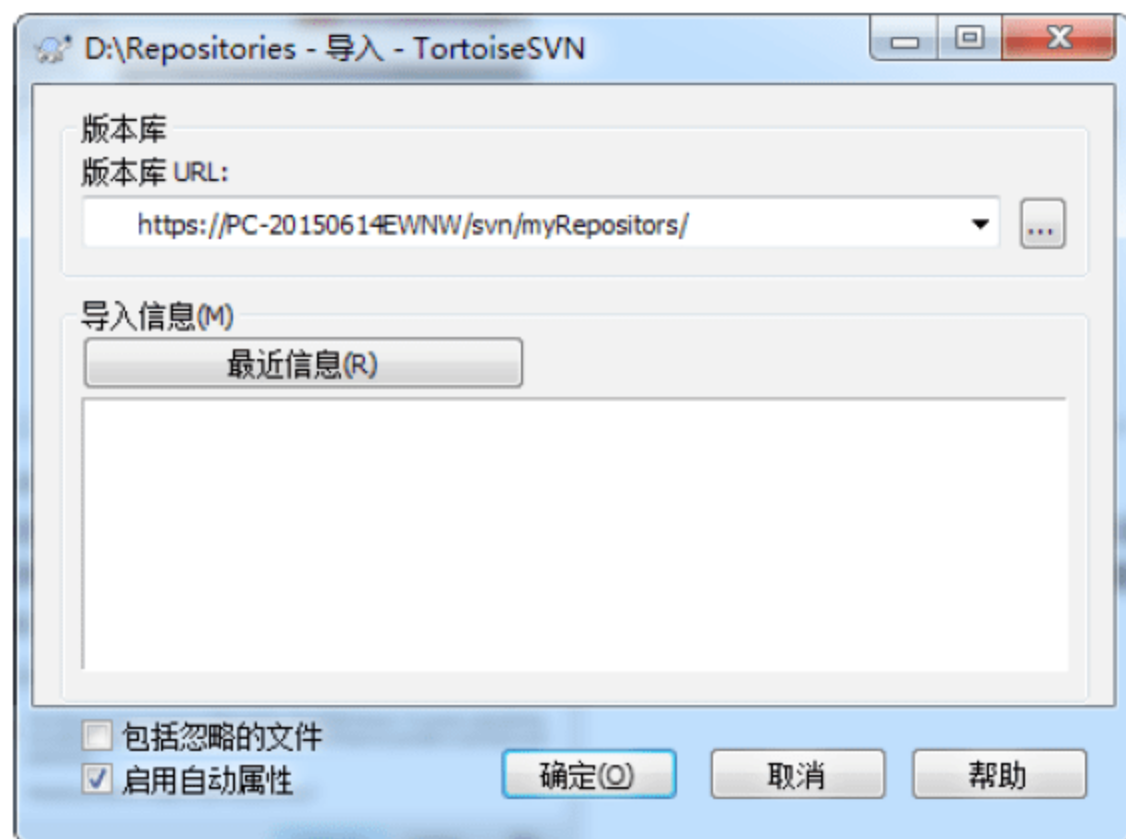 D:\Repositories - 导入 - TortoiseSVN
版本库
版本库 URL:
https://PC-20150614EWNW/svn/myRepositors/
...
导入信息(M)
最近信息(R)
包括忽略的文件
启用自动属性
确定(O)
取消
帮助